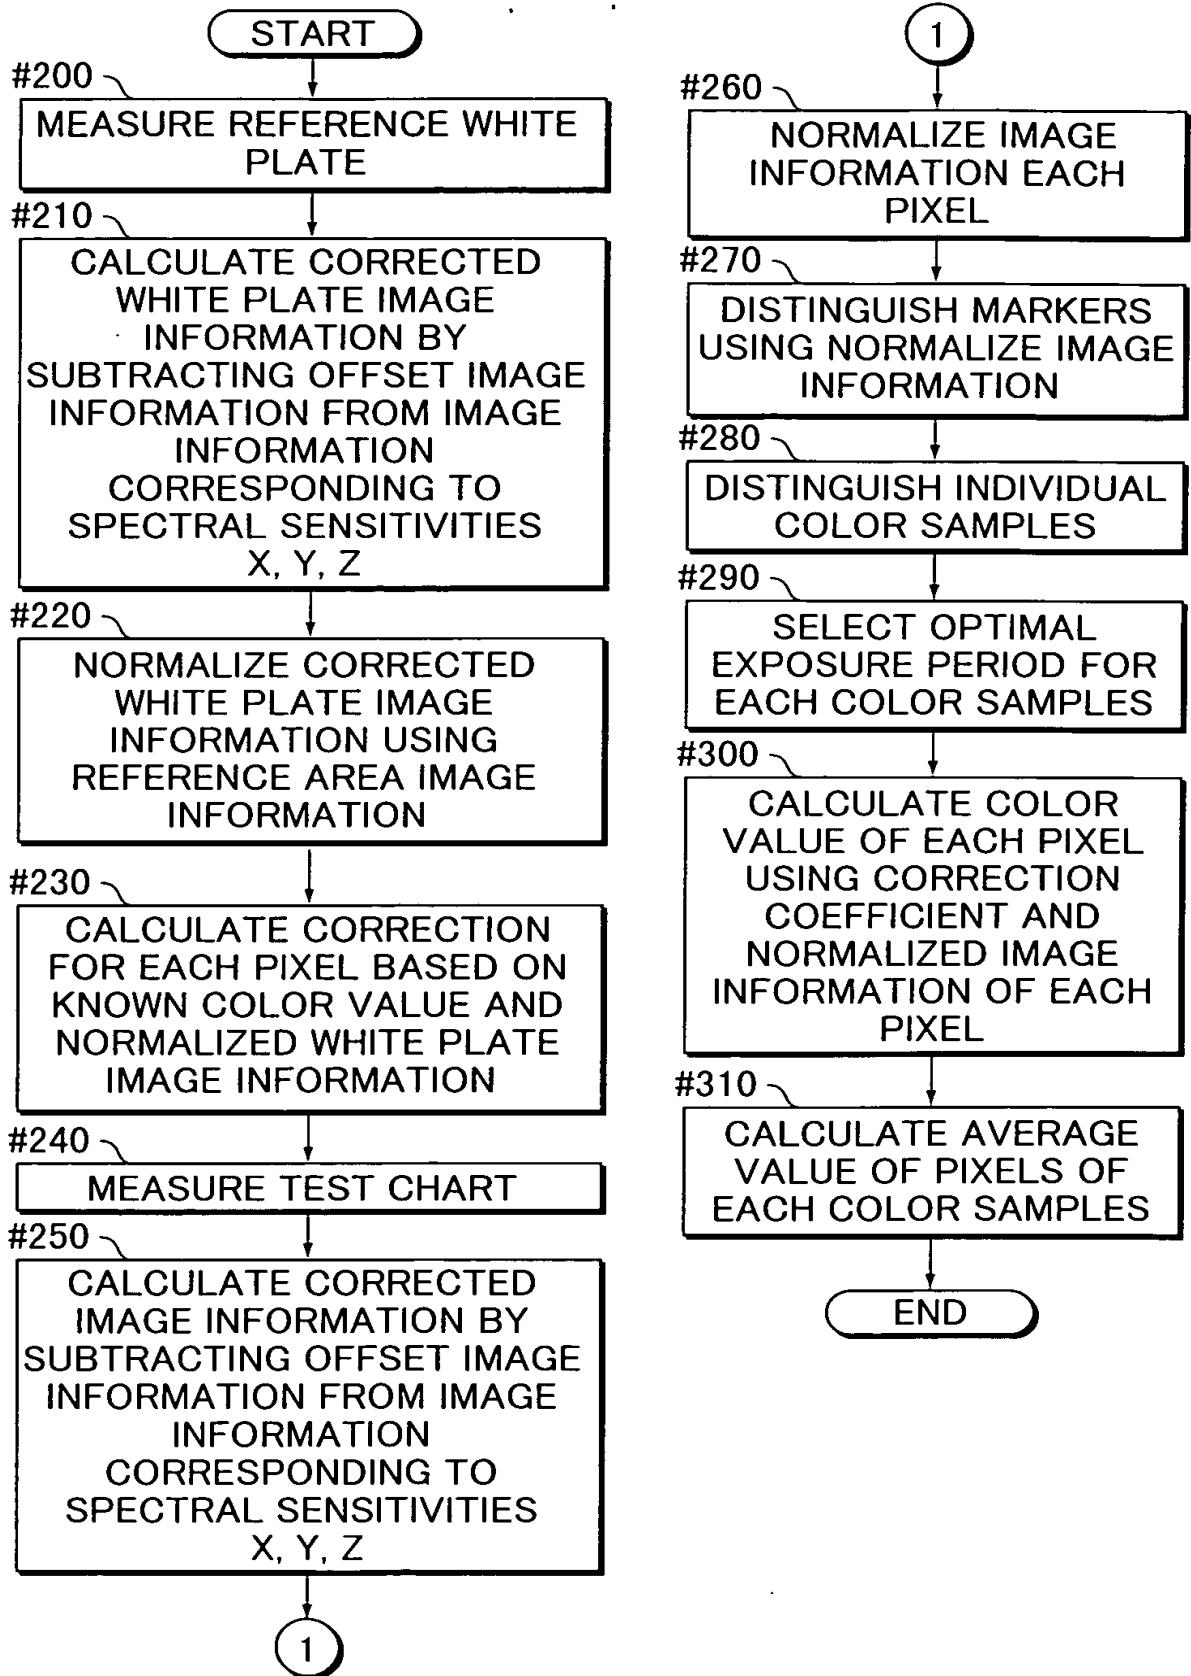 START
#200
MEASURE REFERENCE WHITE
PLATE
#210
CALCULATE CORRECTED
WHITE PLATE IMAGE
INFORMATION BY
SUBTRACTING OFFSET IMAGE
INFORMATION FROM IMAGE
INFORMATION
CORRESPONDING TO
SPECTRAL SENSITIVITIES
X, Y, Z
#220
NORMALIZE CORRECTED
WHITE PLATE IMAGE
INFORMATION USING
REFERENCE AREA IMAGE
INFORMATION
#230
CALCULATE CORRECTION
FOR EACH PIXEL BASED ON
KNOWN COLOR VALUE AND
NORMALIZED WHITE PLATE
IMAGE INFORMATION
#240
MEASURE TEST CHART
#250
CALCULATE CORRECTED
IMAGE INFORMATION BY
SUBTRACTING OFFSET IMAGE
INFORMATION FROM IMAGE
INFORMATION
CORRESPONDING TO
SPECTRAL SENSITIVITIES
X, Y, Z
1
1
#260
NORMALIZE IMAGE
INFORMATION EACH
PIXEL
#270
DISTINGUISH MARKERS
USING NORMALIZE IMAGE
INFORMATION
#280
DISTINGUISH INDIVIDUAL
COLOR SAMPLES
#290
SELECT OPTIMAL
EXPOSURE PERIOD FOR
EACH COLOR SAMPLES
#300
CALCULATE COLOR
VALUE OF EACH PIXEL
USING CORRECTION
COEFFICIENT AND
NORMALIZED IMAGE
INFORMATION OF EACH
PIXEL
#310
CALCULATE AVERAGE
VALUE OF PIXELS OF
EACH COLOR SAMPLES
END